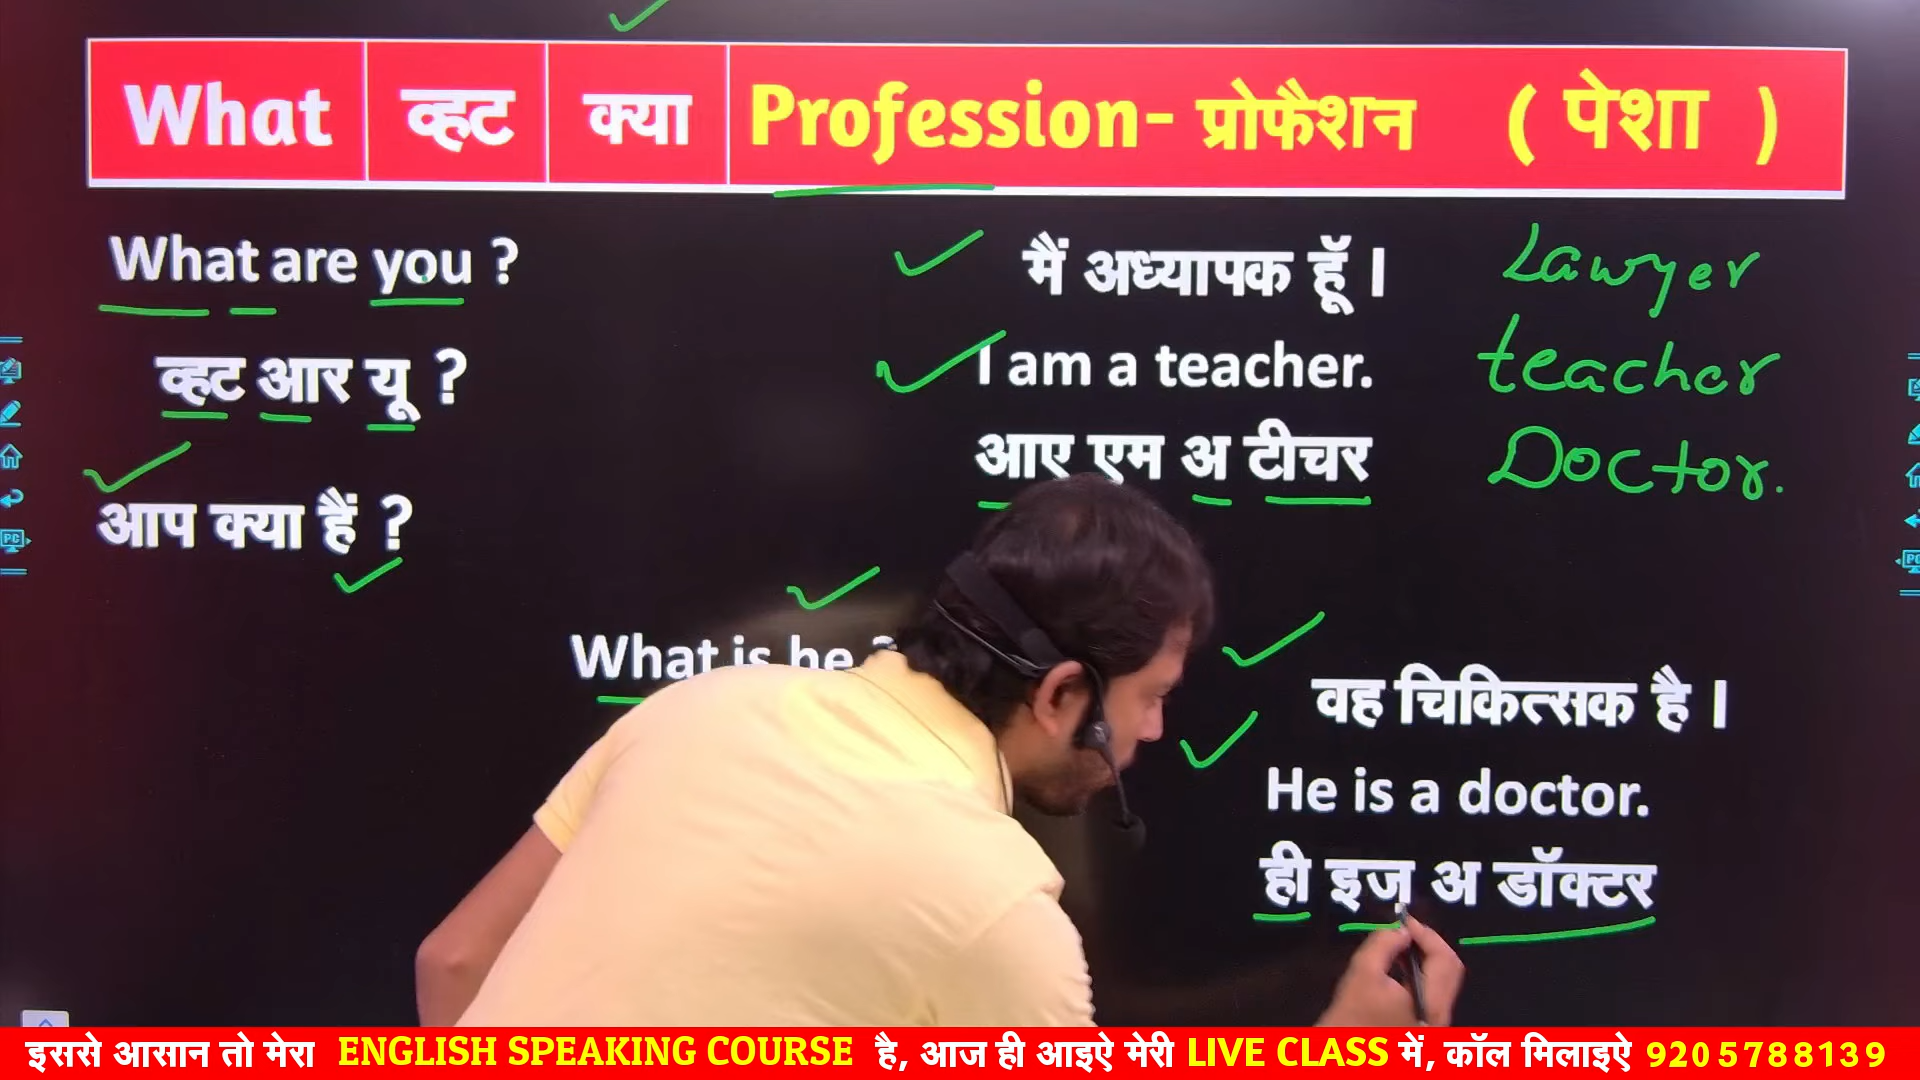 What व्हट क्या Profession- प्रोफैशन ( पेशा )
What are you ?
व्हट आर यू ?
आप क्या हैं ?
मैं अध्यापक हूॅं ।
I am a teacher.
आए एम अ टीचर
Lawyer
teacher
Doctor.
What is he ?
वह चिकित्सक है ।
He is a doctor.
ही इज अ डॉक्टर
इससे आसान तो मेरा ENGLISH SPEAKING COURSE है, आज ही आइऐ मेरी LIVE CLASS में, कॉल मिलाइऐ 9205788139